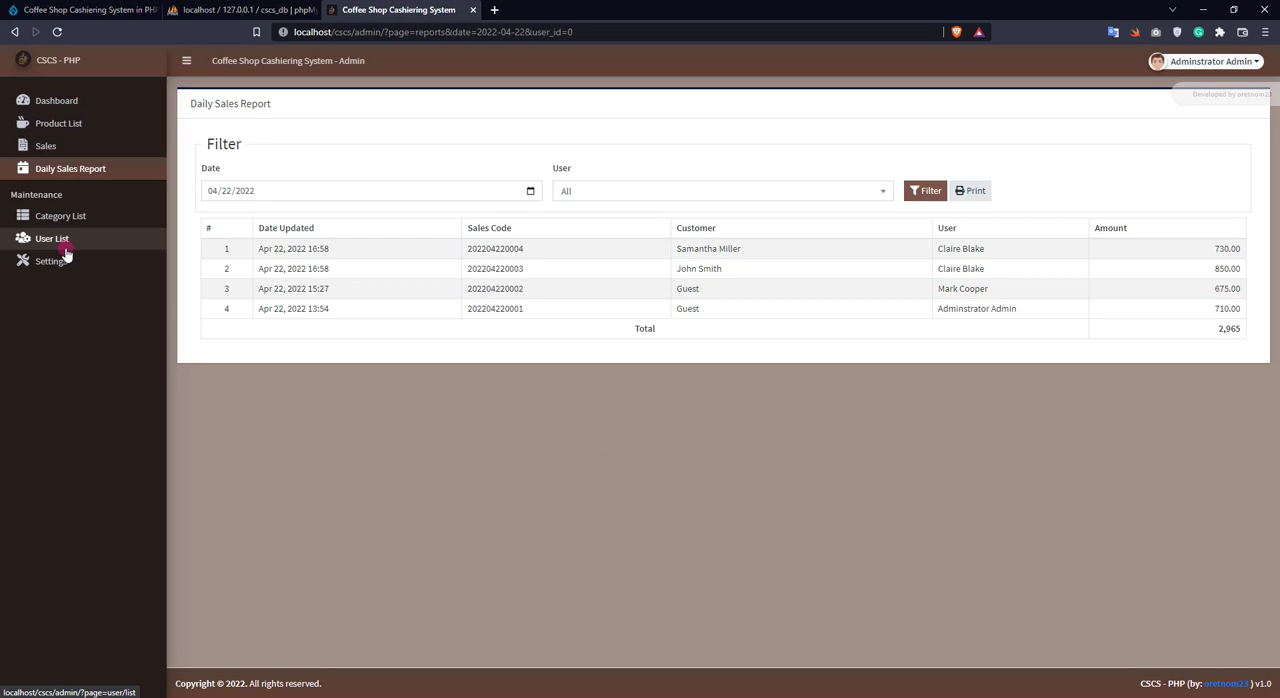 Coffee Shop Cashiering System in PHP
localhost / 127.0.0.1 / cscs_db | phpMy
Coffee Shop Cashiering System
localhost/cscs/admin/?page=reports&date=2022-04-22&user_id=0
CSCS - PHP
Coffee Shop Cashiering System - Admin
Adminstrator Admin
Developed by oretnom23
Dashboard
Product List
Sales
Daily Sales Report
Maintenance
Category List
User List
Settings
Daily Sales Report
Filter
Date User
04/22/2022 All Filter Print
# Date Updated Sales Code Customer User Amount
1 Apr 22, 2022 16:58 202204220004 Samantha Miller Claire Blake 730.00
2 Apr 22, 2022 16:58 202204220003 John Smith Claire Blake 850.00
3 Apr 22, 2022 15:27 202204220002 Guest Mark Cooper 675.00
4 Apr 22, 2022 13:54 202204220001 Guest Adminstrator Admin 710.00
Total 2,965
Copyright © 2022. All rights reserved.
CSCS - PHP (by: oretnom23 ) v1.0
localhost/cscs/admin/?page=user/list